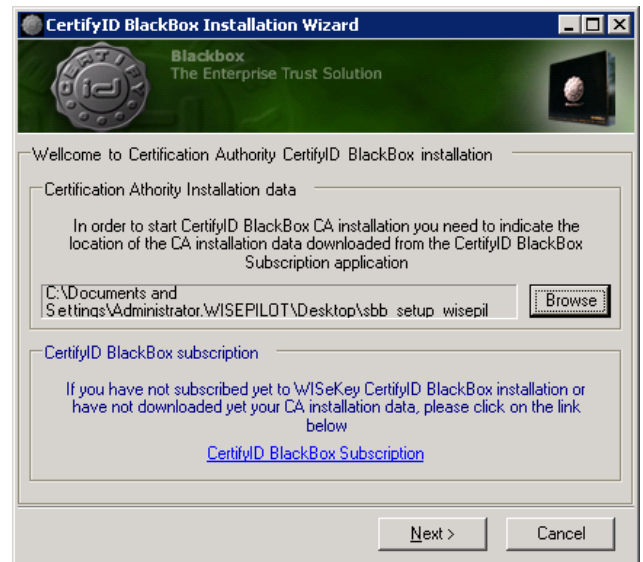 CertifyID BlackBox Installation Wizard
Blackbox
The Enterprise Trust Solution
CERTIFY
id
Wellcome to Certification Authority CertifyID BlackBox installation
Certification Athority Installation data
In order to start CertifyID BlackBox CA installation you need to indicate the
location of the CA installation data downloaded from the CertifyID BlackBox
Subscription application
C:\Documents and
Settings\Administrator.WISEPILOT\Desktop\sbb_setup_wisepil
Browse
CertifyID BlackBox subscription
If you have not subscribed yet to WISeKey CertifyID BlackBox installation or
have not downloaded yet your CA installation data, please click on the link
below
CertifyID BlackBox Subscription
Next >
Cancel